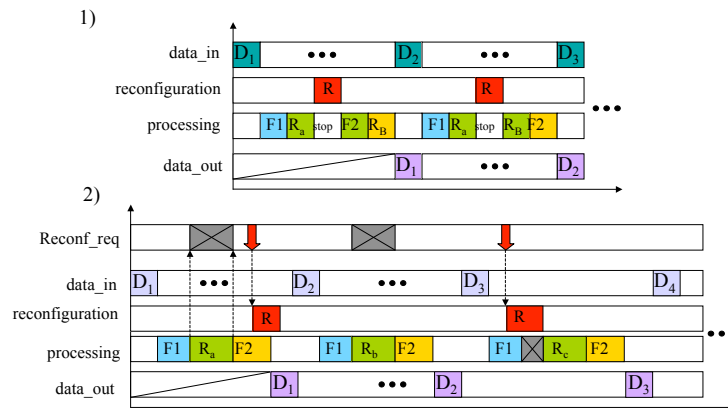 1)
data_in D1 ••• D2 ••• D3
reconfiguration R R
•••
processing F1 Ra stop F2 RB F1 Ra stop RB F2
data_out D1 ••• D2
2)
Reconf_req
data_in D1 ••• D2 ••• D3 D4
reconfiguration R R
processing F1 Ra F2 F1 Rb F2 F1 Rc F2
data_out D1 ••• D2 D3